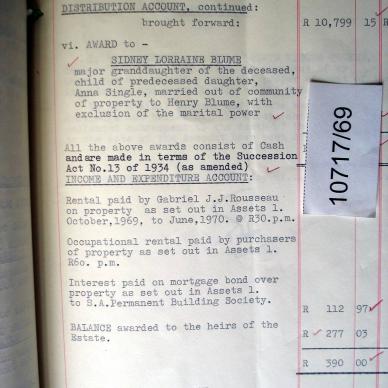 DISTRIBUTION ACCOUNT, continued:
brought forward: R 10,799 15 R
vi. AWARD to -
SIDNEY LORRAINE BLUME
major granddaughter of the deceased,
child of predeceased daughter,
Anna Single, married out of community
of property to Henry Blume, with
exclusion of the marital power
10717/69
All the above awards consist of Cash
andare made in terms of the Succession
Act No.13 of 1934 (as amended)
INCOME AND EXPENDITURE ACCOUNT:
Rental paid by Gabriel J.J.Rousseau
on property as set out in Assets 1.
October,1969, to June,1970. @ R30.p.m.
Occupational rental paid by purchasers
of property as set out in Assets 1.
R6o. p.m.
Interest paid on mortgage bond over
property as set out in Assets 1.
to S.A.Permanent Building Society. R 112 97
BALANCE awarded to the heirs of the R 277 03
Estate.
R 390 00